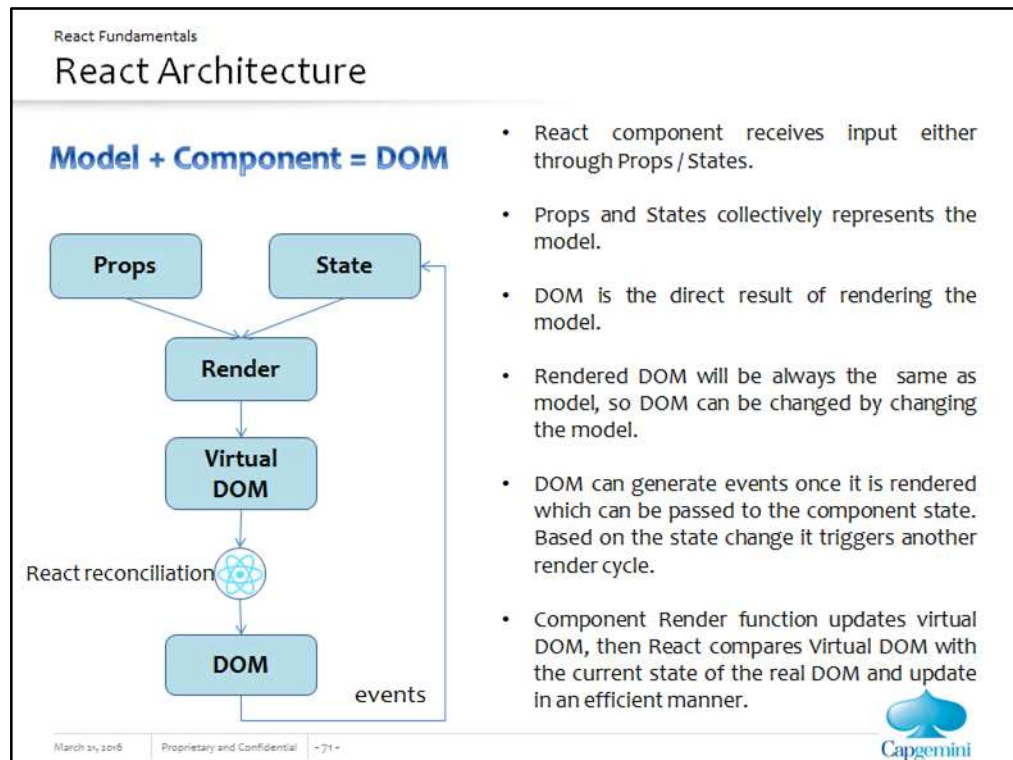 React Fundamentals
React Architecture
Model + Component = DOM
Props
State
Render
Virtual
DOM
React reconciliation
DOM
events
• React component receives input either
through Props / States.
• Props and States collectively represents the
model.
• DOM is the direct result of rendering the
model.
• Rendered DOM will be always the same as
model, so DOM can be changed by changing
the model.
• DOM can generate events once it is rendered
which can be passed to the component state.
Based on the state change it triggers another
render cycle.
• Component Render function updates virtual
DOM, then React compares Virtual DOM with
the current state of the real DOM and update
in an efficient manner.
March 21, 2016
Proprietary and Confidential
- 71 -
Capgemini